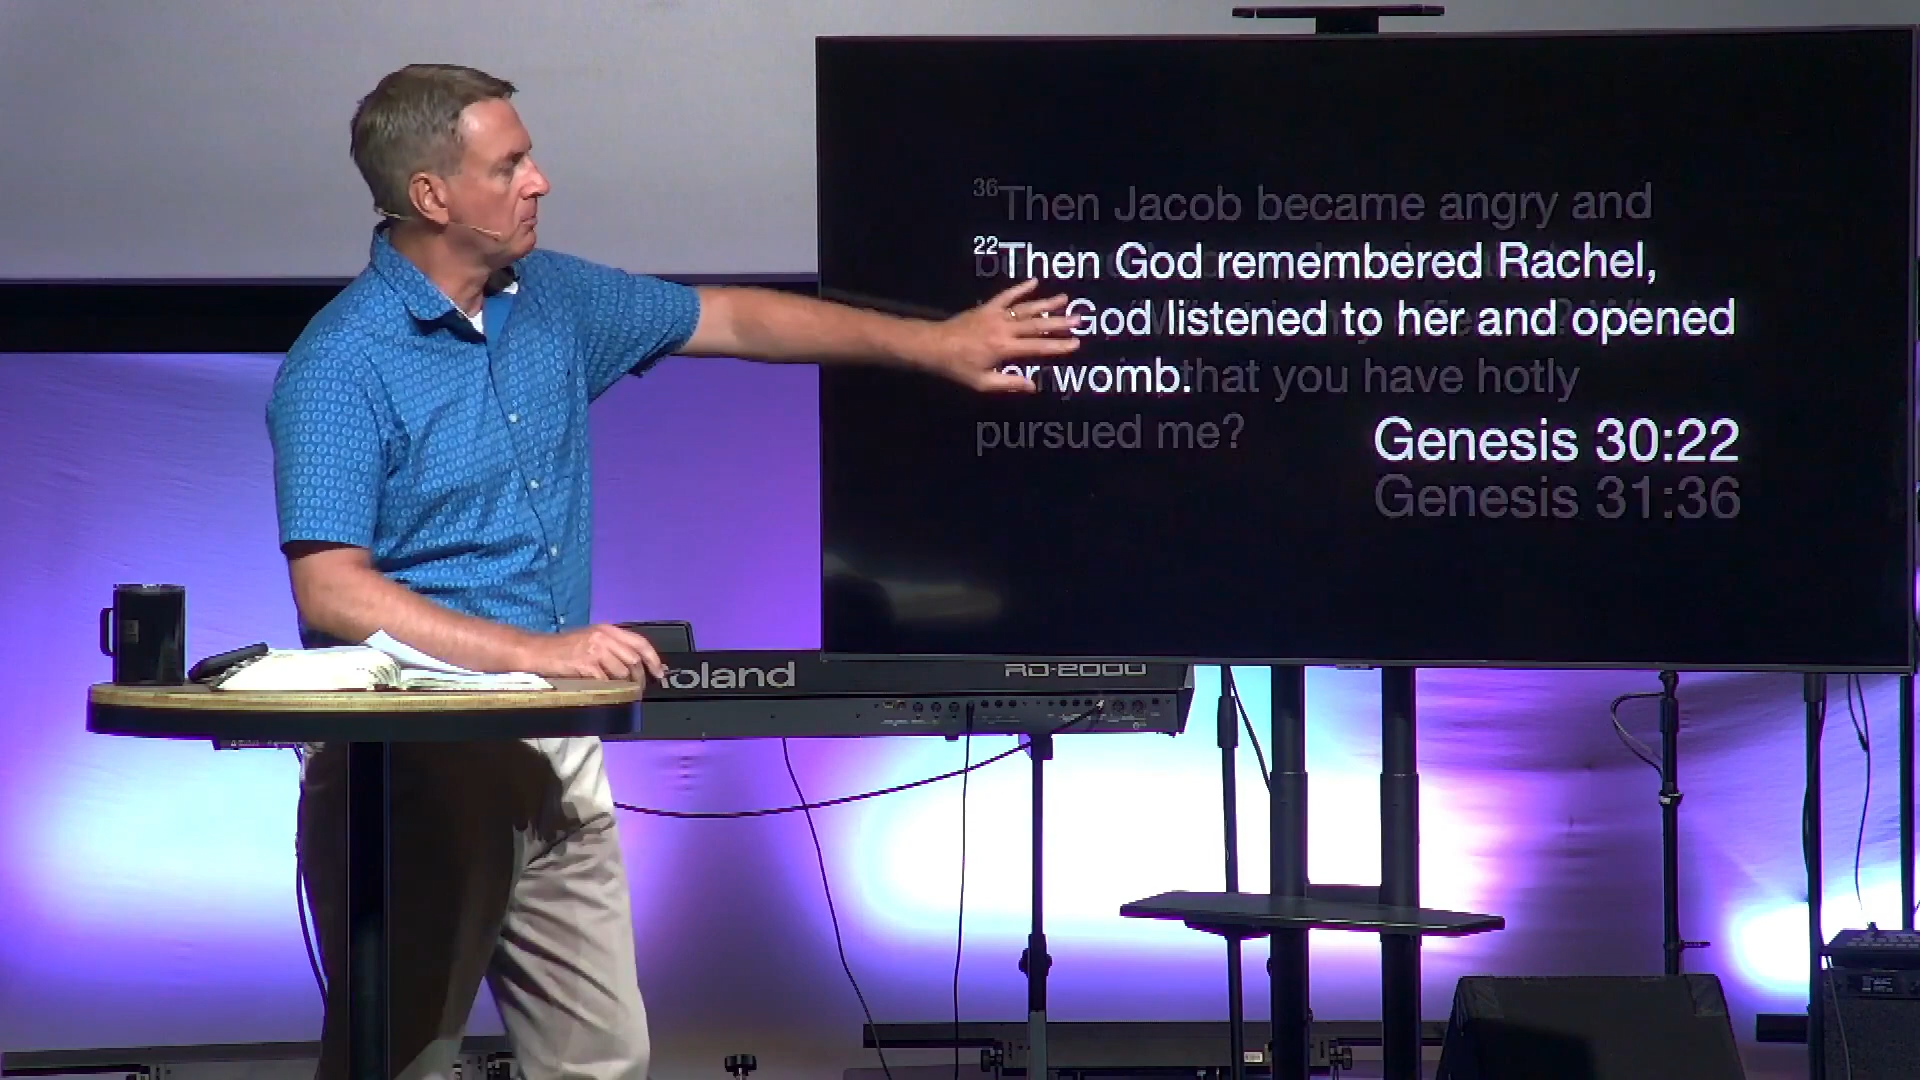 ³⁶Then Jacob became angry and
²²Then God remembered Rachel,
God listened to her and opened
womb. that you have hotly
pursued me?
Genesis 30:22
Genesis 31:36
Roland
RD-2000